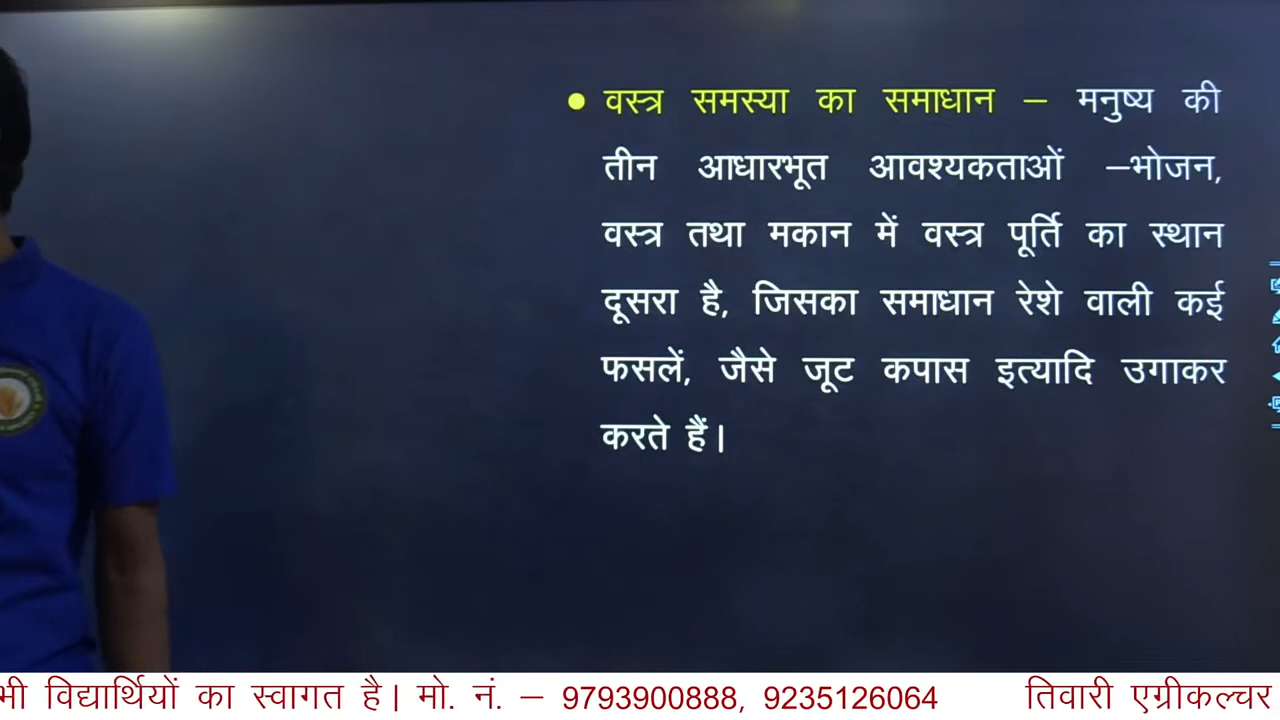 • वस्त्र समस्या का समाधान – मनुष्य की
तीन आधारभूत आवश्यकताओं –भोजन,
वस्त्र तथा मकान में वस्त्र पूर्ति का स्थान
दूसरा है, जिसका समाधान रेशे वाली कई
फसलें, जैसे जूट कपास इत्यादि उगाकर
करते हैं।
भी विद्यार्थियों का स्वागत है। मो. नं. – 9793900888, 9235126064 तिवारी एग्रीकल्चर